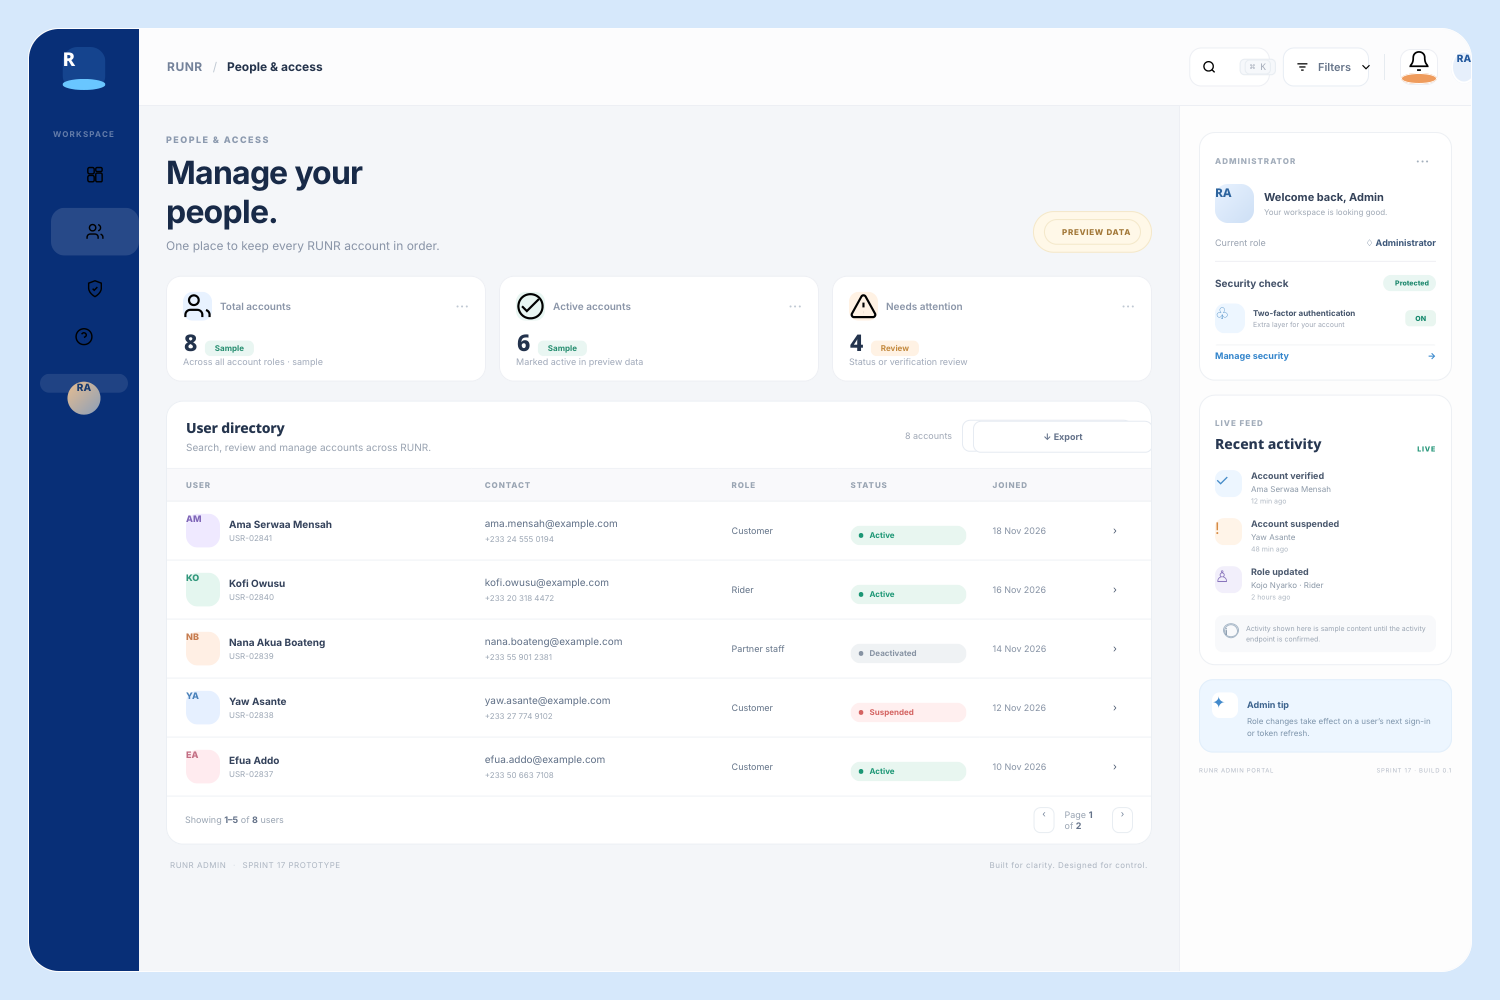 R
RUNR / People & access
⌘ K
Filters
RA
WORKSPACE
RA
PEOPLE & ACCESS
Manage your
people.
One place to keep every RUNR account in order.
PREVIEW DATA
Total accounts
8 Sample
Across all account roles · sample
Active accounts
6 Sample
Marked active in preview data
Needs attention
4 Review
Status or verification review
User directory
Search, review and manage accounts across RUNR.
8 accounts
↓ Export
USER CONTACT ROLE STATUS JOINED
AM
Ama Serwaa Mensah
USR-02841
ama.mensah@example.com
+233 24 555 0194
Customer
Active
18 Nov 2026
KO
Kofi Owusu
USR-02840
kofi.owusu@example.com
+233 20 318 4472
Rider
Active
16 Nov 2026
NB
Nana Akua Boateng
USR-02839
nana.boateng@example.com
+233 55 901 2381
Partner staff
Deactivated
14 Nov 2026
YA
Yaw Asante
USR-02838
yaw.asante@example.com
+233 27 774 9102
Customer
Suspended
12 Nov 2026
EA
Efua Addo
USR-02837
efua.addo@example.com
+233 50 663 7108
Customer
Active
10 Nov 2026
Showing 1–5 of 8 users
Page 1
of 2
RUNR ADMIN · SPRINT 17 PROTOTYPE
Built for clarity. Designed for control.
ADMINISTRATOR
RA
Welcome back, Admin
Your workspace is looking good.
Current role
Administrator
Security check
Protected
Two-factor authentication
Extra layer for your account
ON
Manage security →
LIVE FEED
Recent activity
LIVE
Account verified
Ama Serwaa Mensah
12 min ago
!
Account suspended
Yaw Asante
48 min ago
Role updated
Kojo Nyarko · Rider
2 hours ago
Activity shown here is sample content until the activity
endpoint is confirmed.
Admin tip
Role changes take effect on a user's next sign-in
or token refresh.
RUNR ADMIN PORTAL
SPRINT 17 · BUILD 0.1